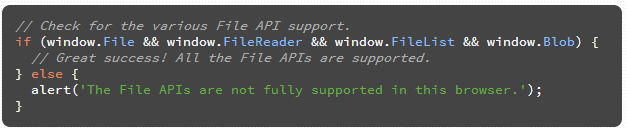 // Check for the various File API support.
if (window.File && window.FileReader && window.FileList && window.Blob) {
  // Great success! All the File APIs are supported.
} else {
  alert('The File APIs are not fully supported in this browser.');
}